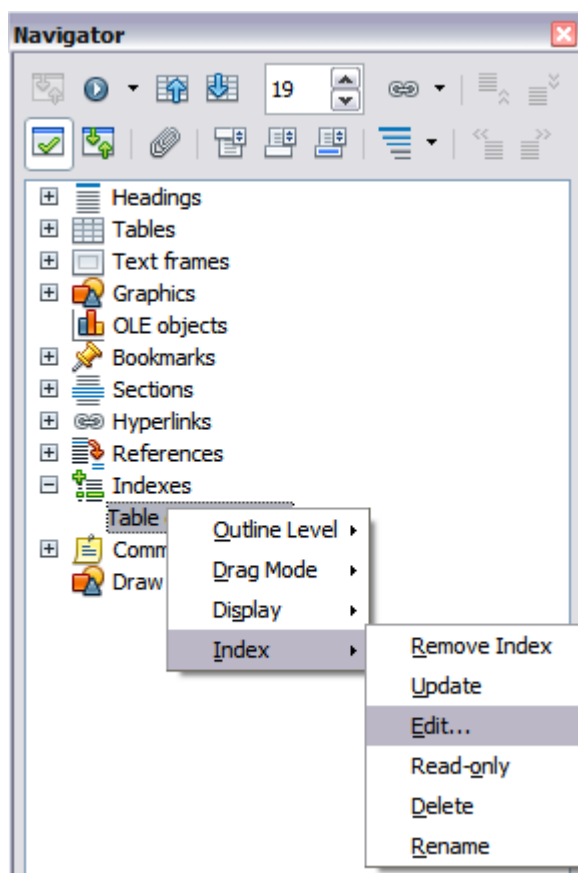 Navigator
19
Headings
Tables
Text frames
Graphics
OLE objects
Bookmarks
Sections
Hyperlinks
References
Indexes
Table
Outline Level
Drag Mode
Display
Index
Draw
Remove Index
Update
Edit...
Read-only
Delete
Rename